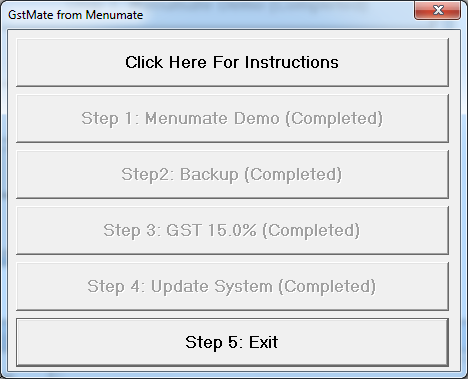 GstMate from Menumate
Click Here For Instructions
Step 1: Menumate Demo (Completed)
Step2: Backup (Completed)
Step 3: GST 15.0% (Completed)
Step 4: Update System (Completed)
Step 5: Exit